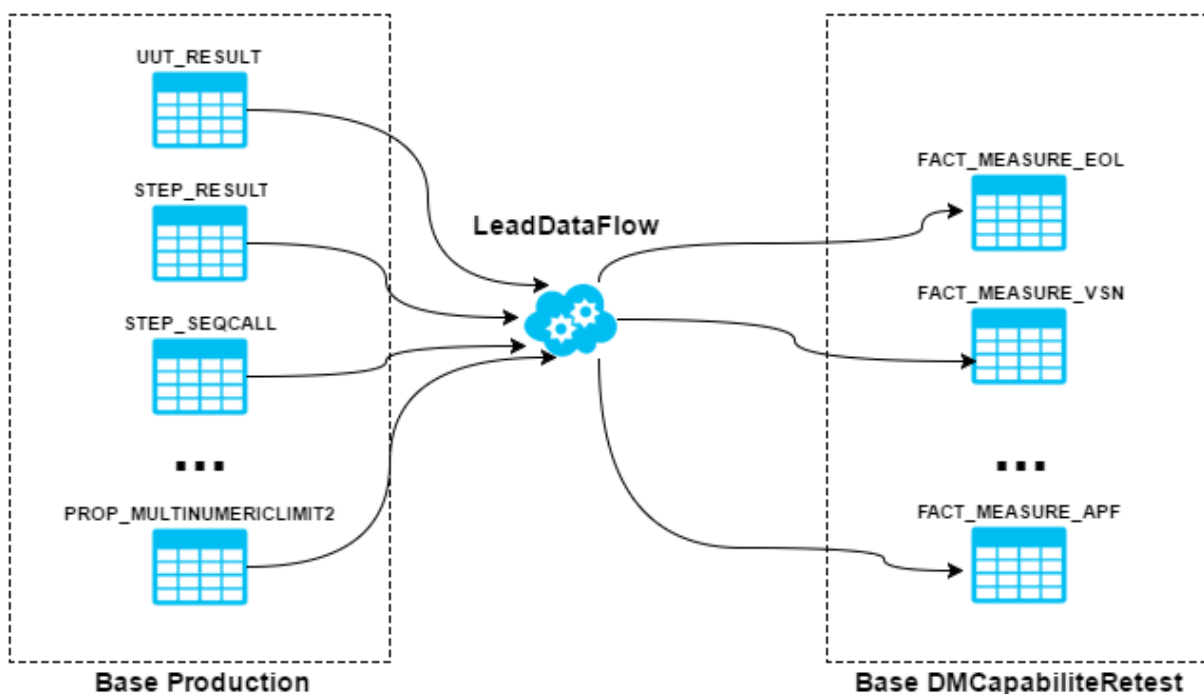 UUT_RESULT
STEP_RESULT
STEP_SEQCALL
...
PROP_MULTINUMERICLIMIT2
Base Production
LeadDataFlow
FACT_MEASURE_EOL
FACT_MEASURE_VSN
...
FACT_MEASURE_APF
Base DMCapabiliteRetest